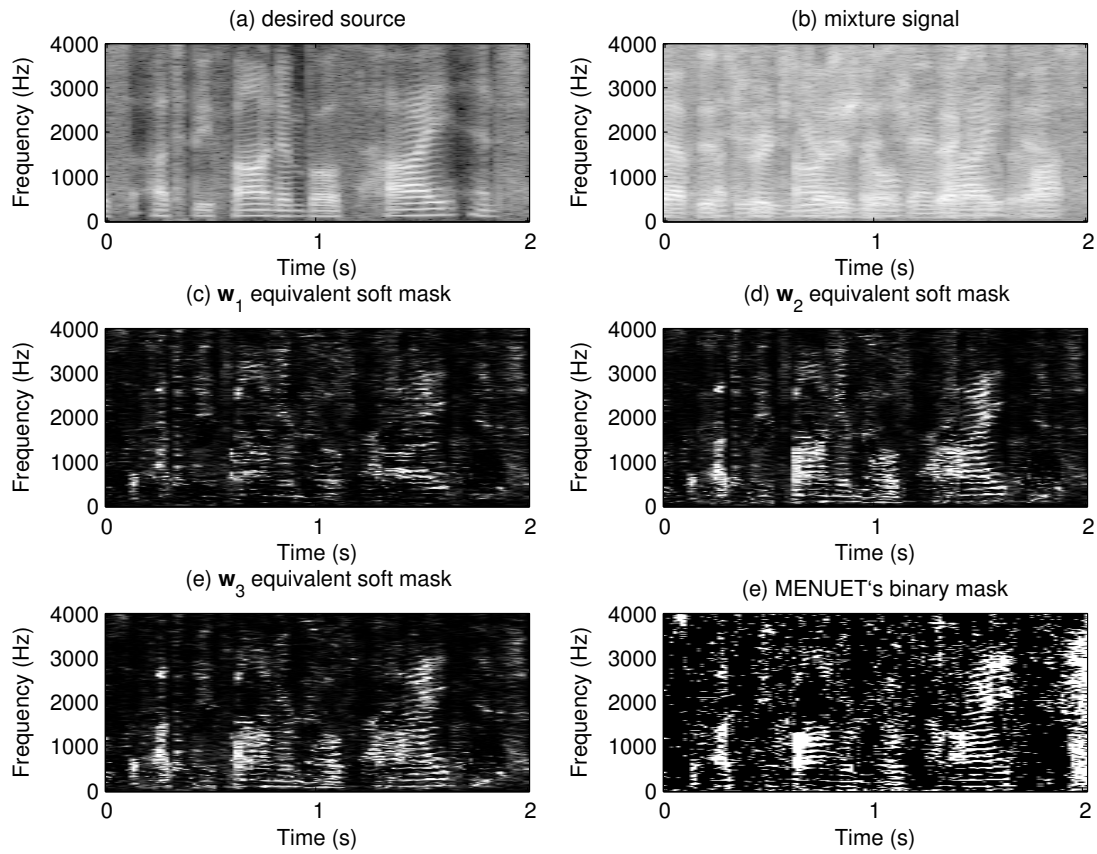 (a) desired source
4000
3000
2000
1000
0
Frequency (Hz)
0 1 2
Time (s)
(b) mixture signal
4000
3000
2000
1000
0
Frequency (Hz)
0 1 2
Time (s)
(c) w1 equivalent soft mask
4000
3000
2000
1000
0
Frequency (Hz)
0 1 2
Time (s)
(d) w2 equivalent soft mask
4000
3000
2000
1000
0
Frequency (Hz)
0 1 2
Time (s)
(e) w3 equivalent soft mask
4000
3000
2000
1000
0
Frequency (Hz)
0 1 2
Time (s)
(e) MENUET‘s binary mask
4000
3000
2000
1000
0
Frequency (Hz)
0 1 2
Time (s)